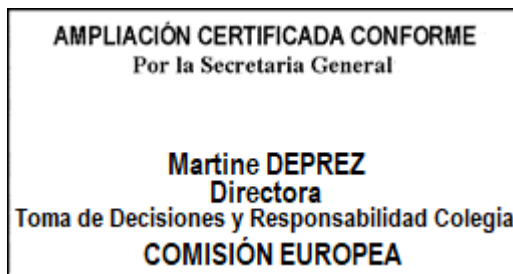 AMPLIACIÓN CERTIFICADA CONFORME
Por la Secretaria General
Martine DEPREZ
Directora
Toma de Decisiones y Responsabilidad Colegia
COMISIÓN EUROPEA